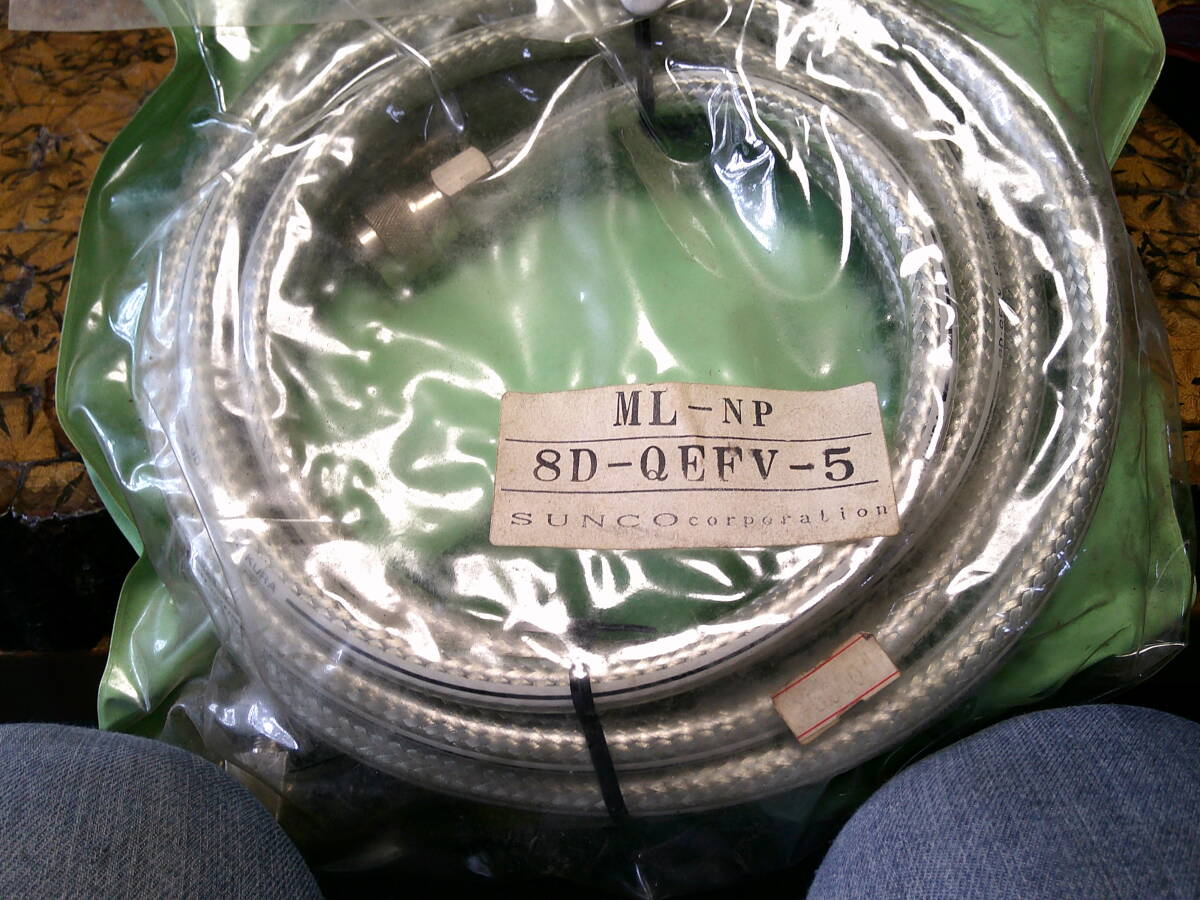 ML-NP
8D-QEFV-5
SUNCO corporation